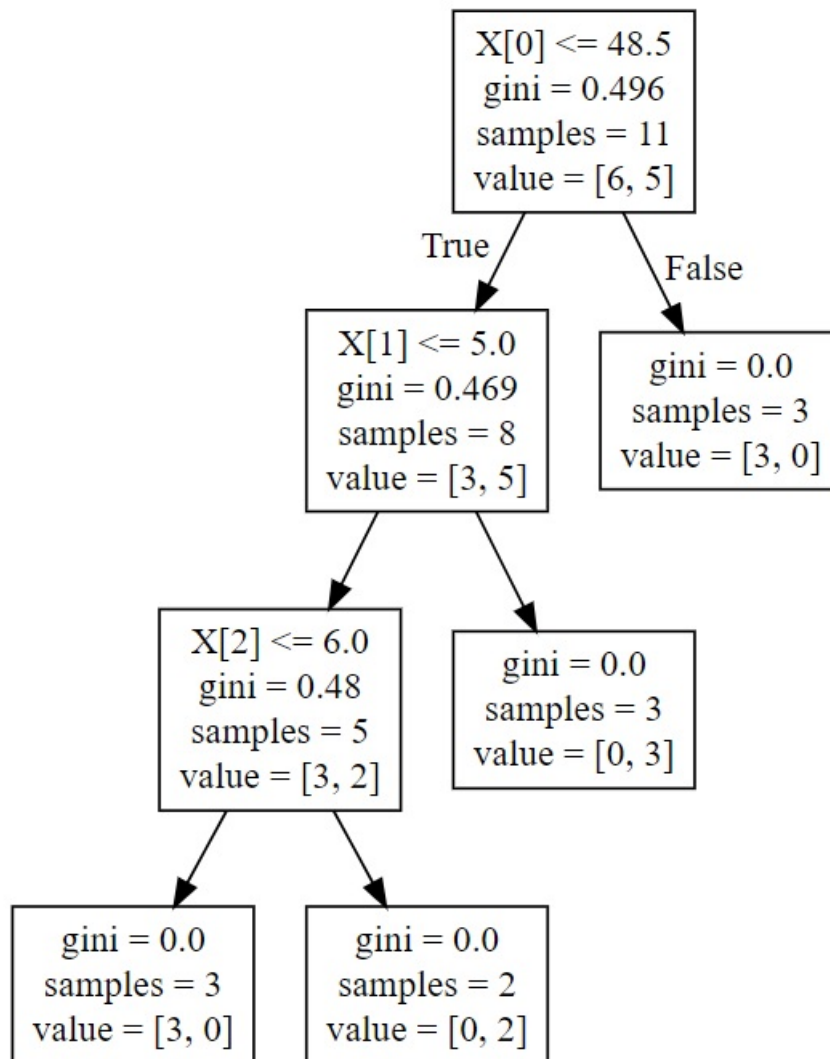 X[0] <= 48.5
gini = 0.496
samples = 11
value = [6, 5]
True
False
X[1] <= 5.0
gini = 0.469
samples = 8
value = [3, 5]
gini = 0.0
samples = 3
value = [3, 0]
X[2] <= 6.0
gini = 0.48
samples = 5
value = [3, 2]
gini = 0.0
samples = 3
value = [0, 3]
gini = 0.0
samples = 3
value = [3, 0]
gini = 0.0
samples = 2
value = [0, 2]